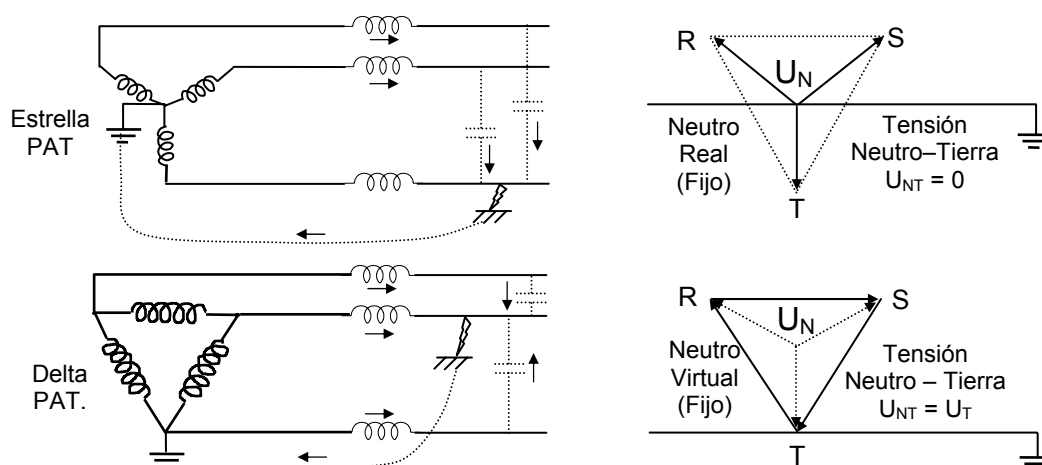 Estrella
PAT
R
S
U_N
Neutro
Real
(Fijo)
T
Tensión
Neutro–Tierra
U_NT = 0
Delta
PAT.
R
S
U_N
Neutro
Virtual
(Fijo)
T
Tensión
Neutro – Tierra
U_NT = U_T